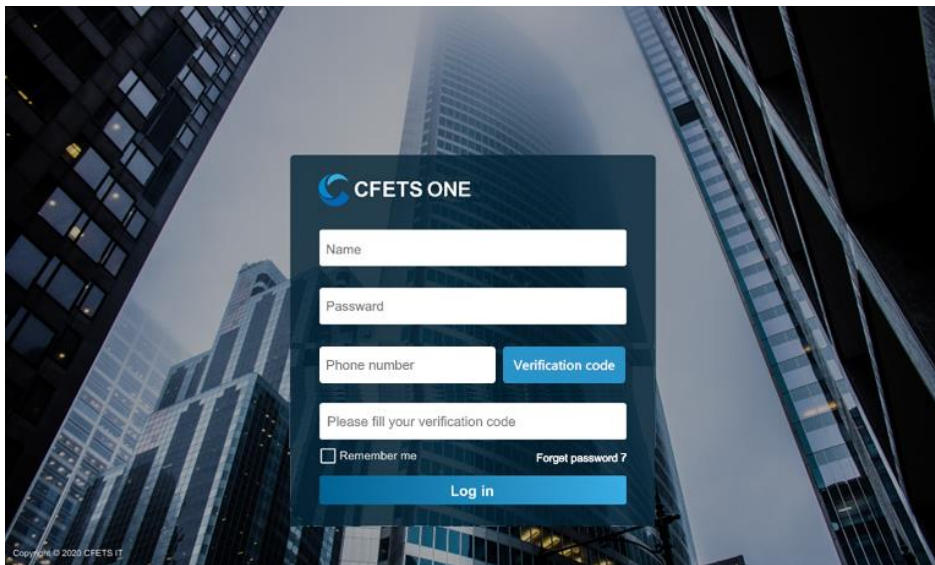 CFETS ONE
Name
Passward
Phone number
Verification code
Please fill your verification code
Remember me
Forget password ?
Log in
Copyright © 2020 CFETS IT